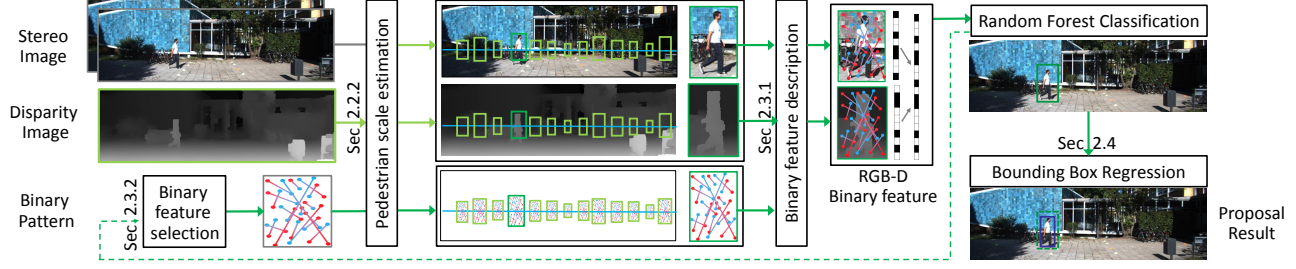 Stereo
Image
Disparity
Image
Binary
Pattern
Sec. 2.3.2
Binary
feature
selection
Sec. 2.2.2
Pedestrian scale estimation
Sec. 2.3.1
Binary feature description
RGB-D
Binary feature
Random Forest Classification
Sec. 2.4
Bounding Box Regression
Proposal
Result